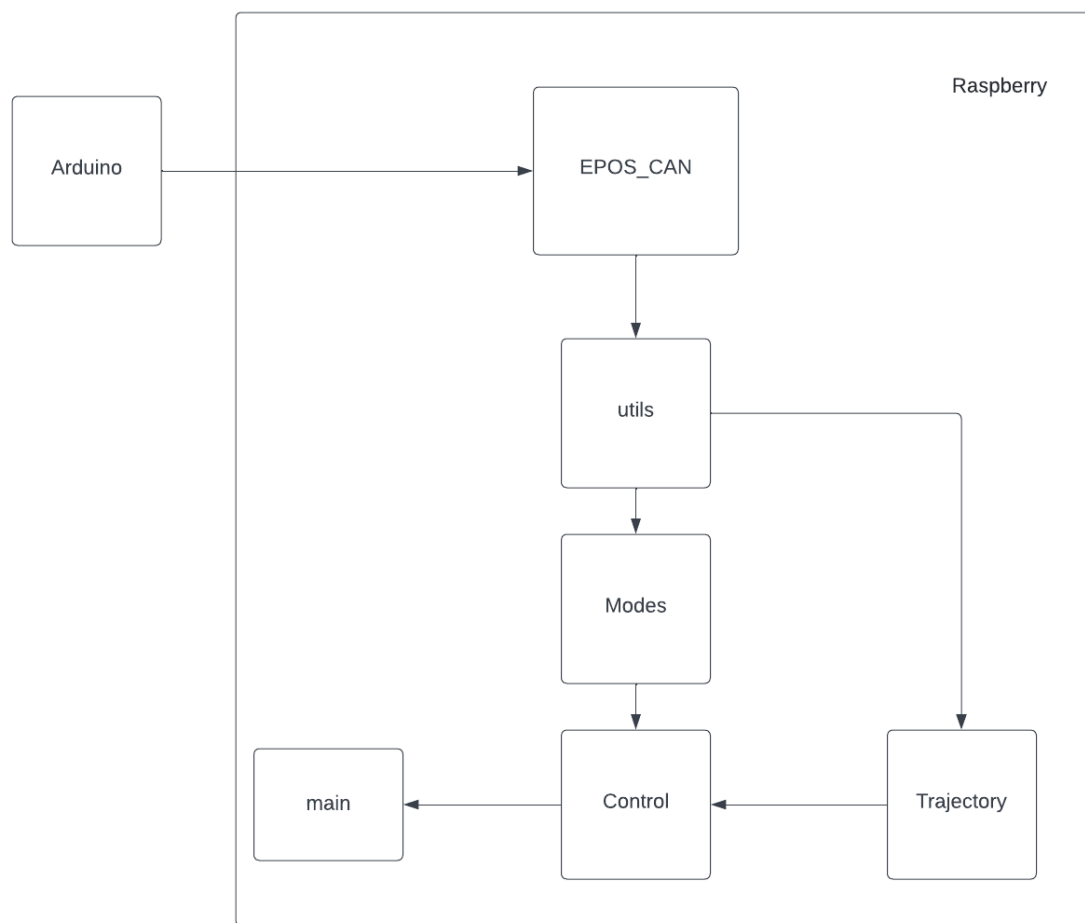 Raspberry
Arduino
EPOS_CAN
utils
Modes
main
Control
Trajectory